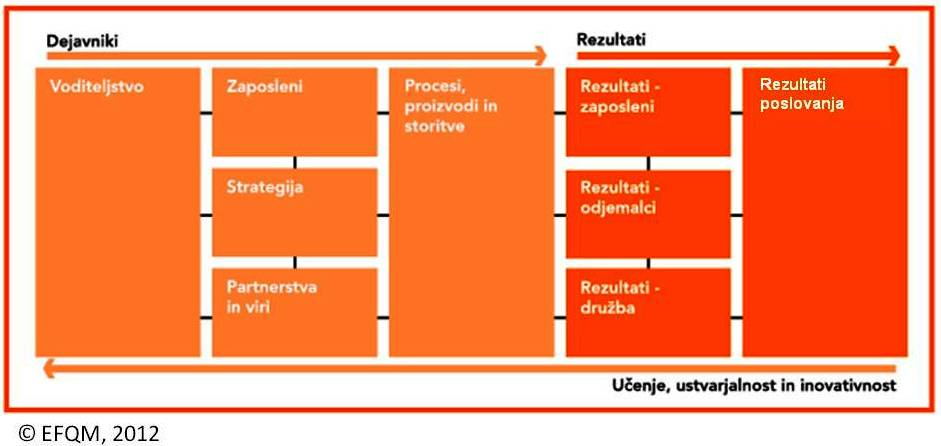 Dejavniki
Rezultati
Voditeljstvo
Zaposleni
Strategija
Partnerstva
in viri
Procesi,
proizvodi in
storitve
Rezultati -
zaposleni
Rezultati -
odjemalci
Rezultati -
družba
Rezultati
poslovanja
Učenje, ustvarjalnost in inovativnost
© EFQM, 2012